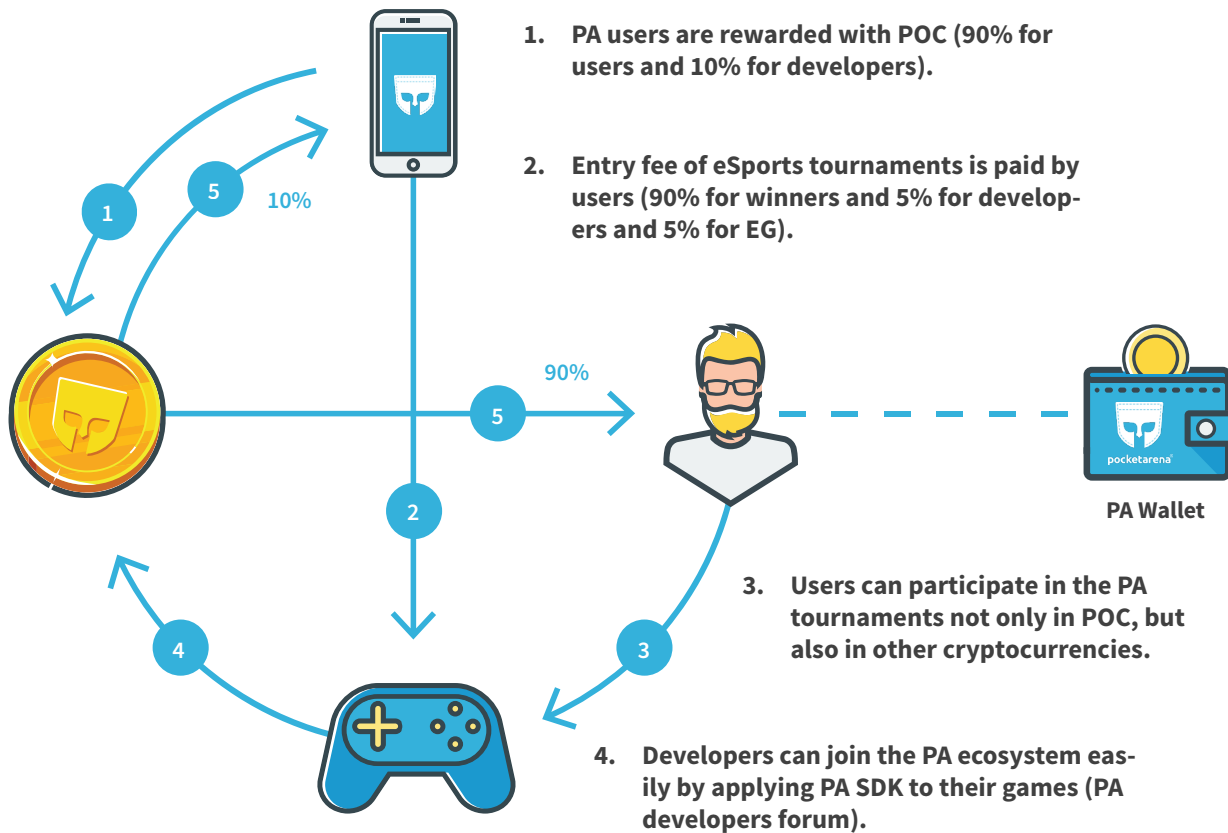 1. PA users are rewarded with POC (90% for
users and 10% for developers).
2. Entry fee of eSports tournaments is paid by
users (90% for winners and 5% for develop-
ers and 5% for EG).
1
5
10%
90%
5
pocketarena
PA Wallet
2
3. Users can participate in the PA
tournaments not only in POC, but
also in other cryptocurrencies.
4
3
4. Developers can join the PA ecosystem eas-
ily by applying PA SDK to their games (PA
developers forum).